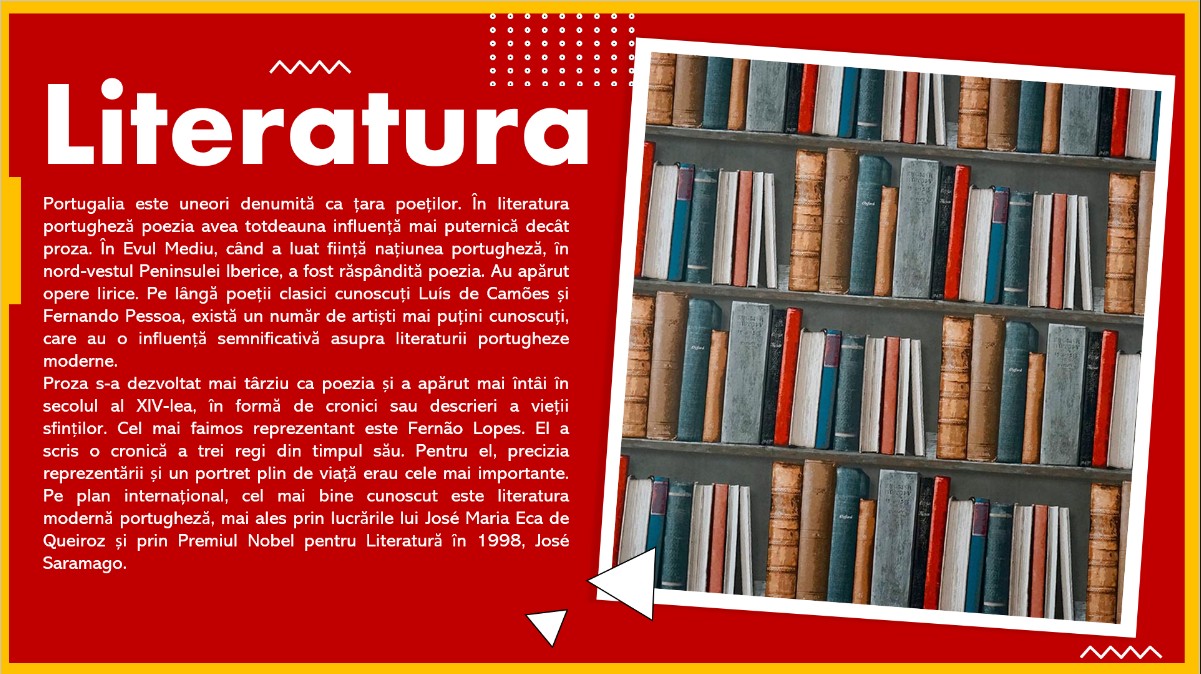 Literatura
Portugalia este uneori denumită ca țara poeților. În literatura
portugheză poezia avea totdeauna influență mai puternică decât
proza. În Evul Mediu, când a luat ființă națiunea portugheză, în
nord-vestul Peninsulei Iberice, a fost răspândită poezia. Au apărut
opere lirice. Pe lângă poeții clasici cunoscuți Luís de Camões și
Fernando Pessoa, există un număr de artiști mai puțini cunoscuți,
care au o influență semnificativă asupra literaturii portugheze
moderne.
Proza s-a dezvoltat mai târziu ca poezia și a apărut mai întâi în
secolul al XIV-lea, în formă de cronici sau descrieri a vieții
sfinților. Cel mai faimos reprezentant este Fernão Lopes. El a
scris o cronică a trei regi din timpul său. Pentru el, precizia
reprezentării și un portret plin de viață erau cele mai importante.
Pe plan internațional, cel mai bine cunoscut este literatura
modernă portugheză, mai ales prin lucrările lui José Maria Eca de
Queiroz și prin Premiul Nobel pentru Literatură în 1998, José
Saramago.